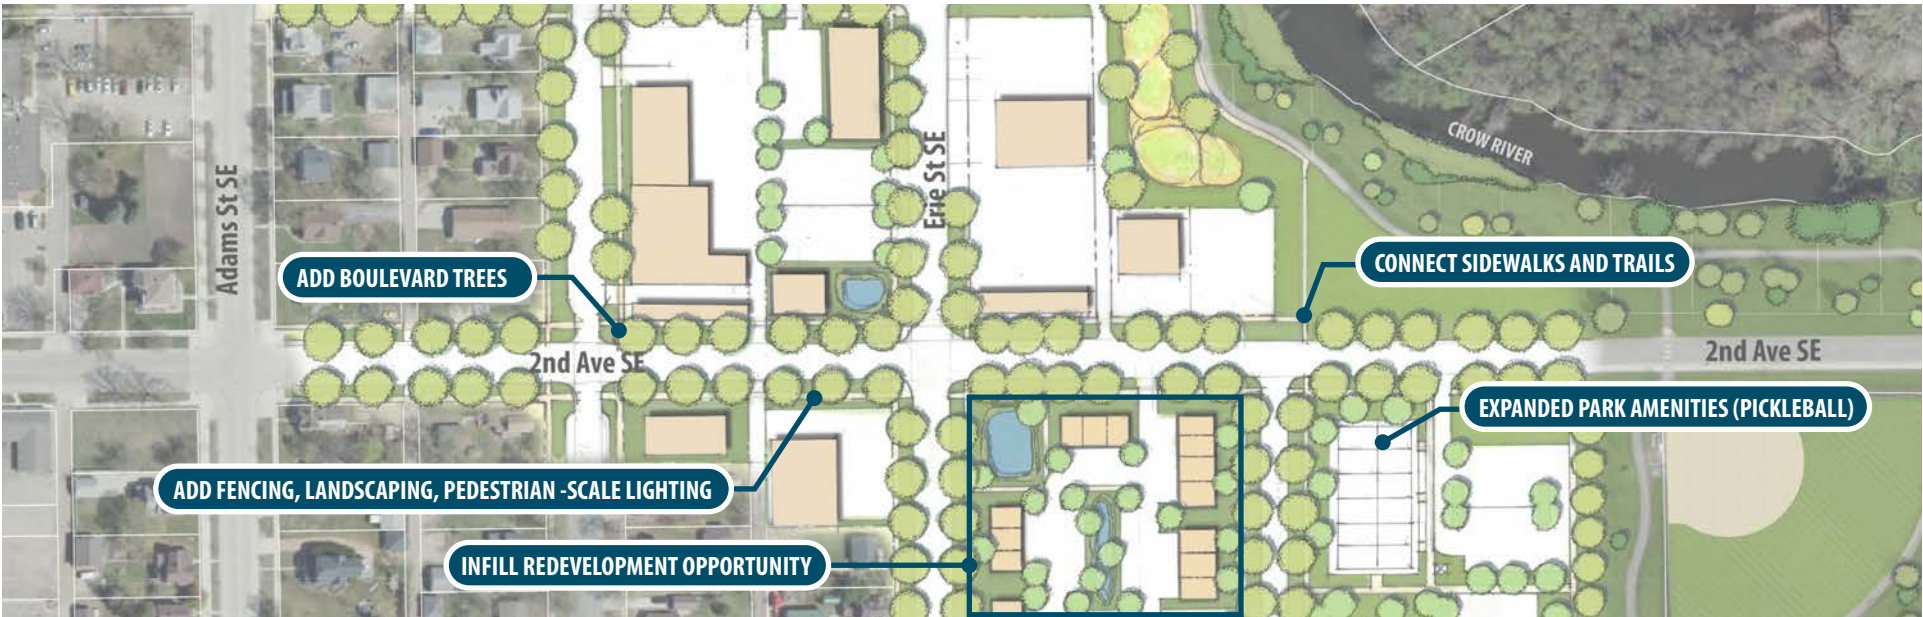 CROW RIVER
Adams St SE
Erie St SE
ADD BOULEVARD TREES
CONNECT SIDEWALKS AND TRAILS
2nd Ave SE
2nd Ave SE
EXPANDED PARK AMENITIES (PICKLEBALL)
ADD FENCING, LANDSCAPING, PEDESTRIAN -SCALE LIGHTING
INFILL REDEVELOPMENT OPPORTUNITY